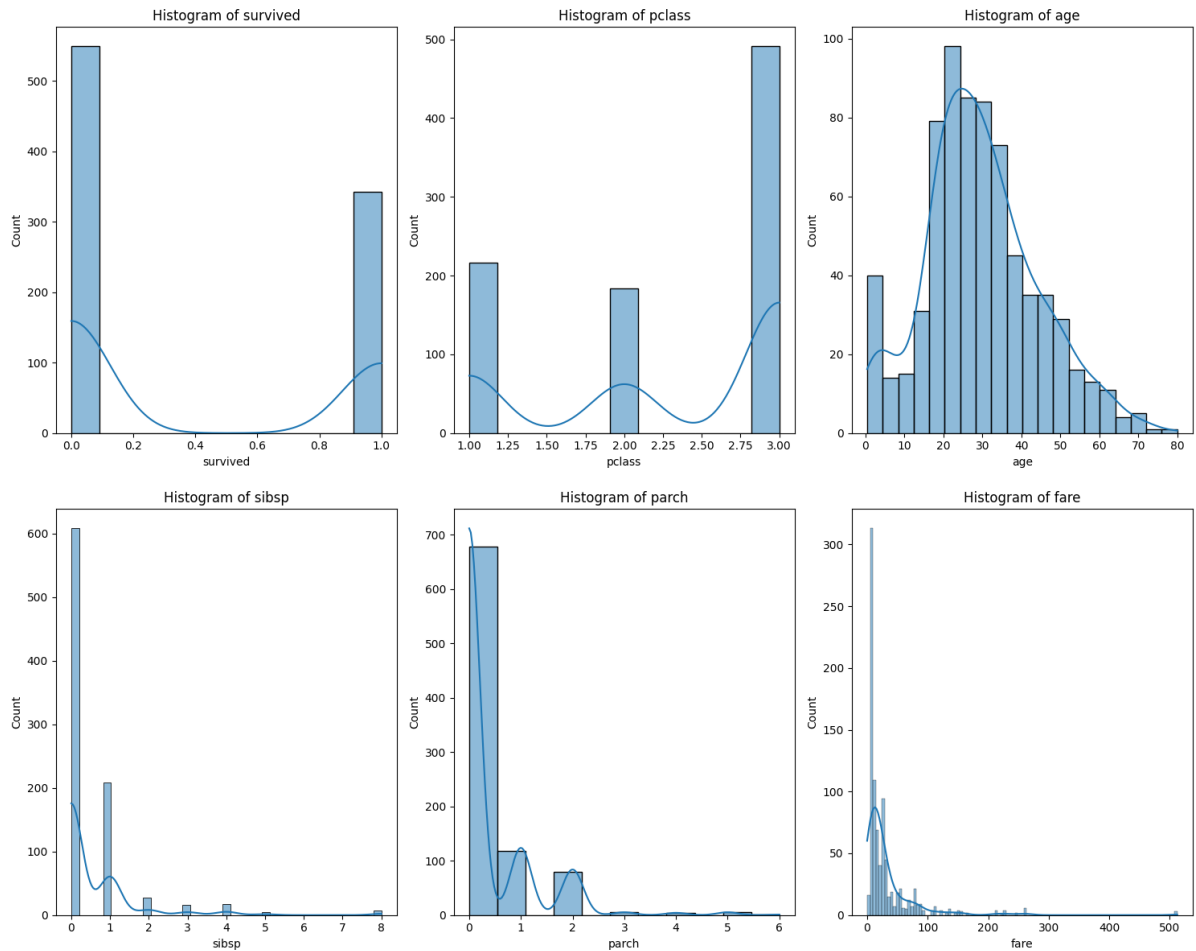 Histogram of survived
Count
500
400
300
200
100
0
0.0 0.2 0.4 0.6 0.8 1.0
survived
Histogram of pclass
Count
500
400
300
200
100
0
1.00 1.25 1.50 1.75 2.00 2.25 2.50 2.75 3.00
pclass
Histogram of age
Count
100
80
60
40
20
0
0 10 20 30 40 50 60 70 80
age
Histogram of sibsp
Count
600
500
400
300
200
100
0
0 1 2 3 4 5 6 7 8
sibsp
Histogram of parch
Count
700
600
500
400
300
200
100
0
0 1 2 3 4 5 6
parch
Histogram of fare
Count
300
250
200
150
100
50
0
0 100 200 300 400 500
fare